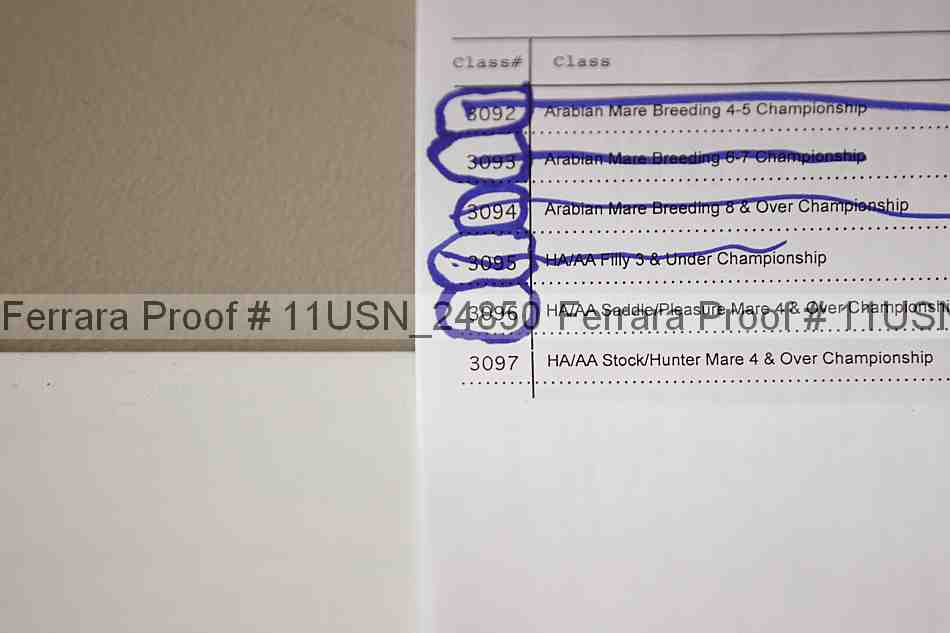 Class# Class
3092 Arabian Mare Breeding 4-5 Championship
3093 Arabian Mare Breeding 6-7 Championship
3094 Arabian Mare Breeding 8 & Over Championship
3095 HA/AA Filly 3 & Under Championship
3096 HA/AA Saddle/Pleasure Mare 4 & Over Championsh
Ferrara Proof # 11USN_24850 Ferrara Proof # 11USN
3097 HA/AA Stock/Hunter Mare 4 & Over Championship